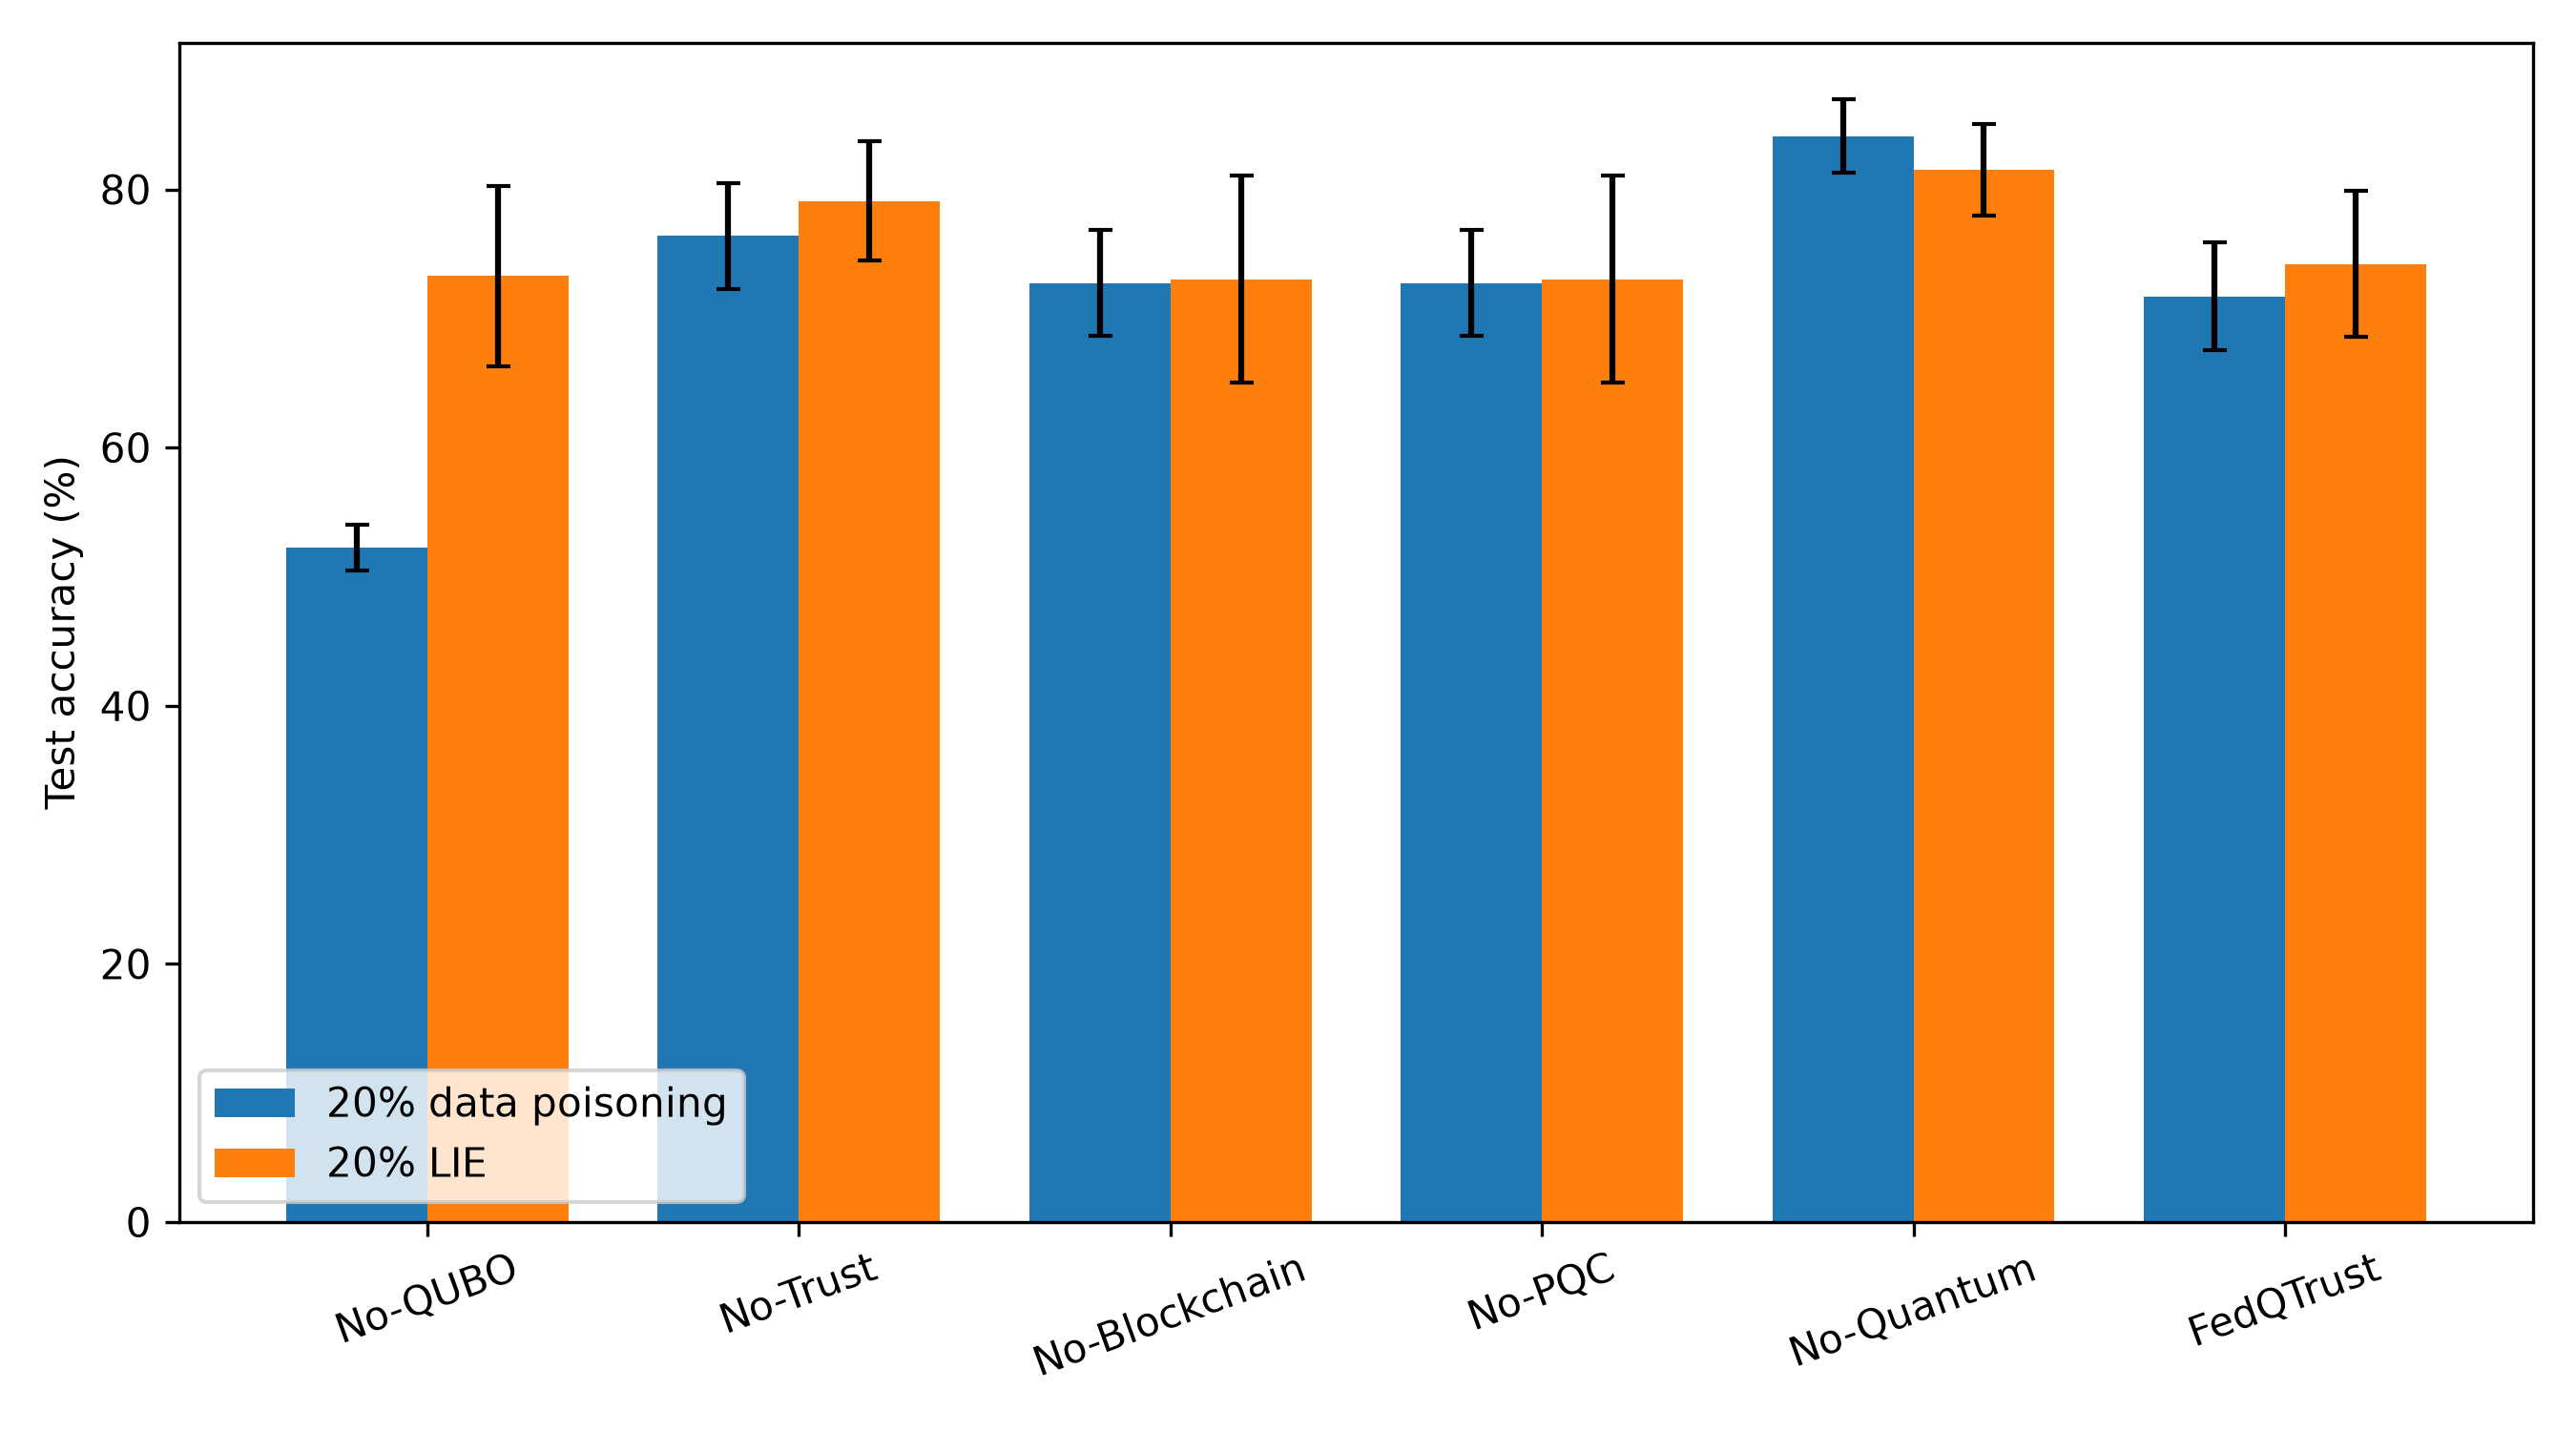 Test accuracy (%)
80
60
40
20
0
20% data poisoning
20% LIE
No-QUBO
No-Trust
No-Blockchain
No-PQC
No-Quantum
FedQTrust